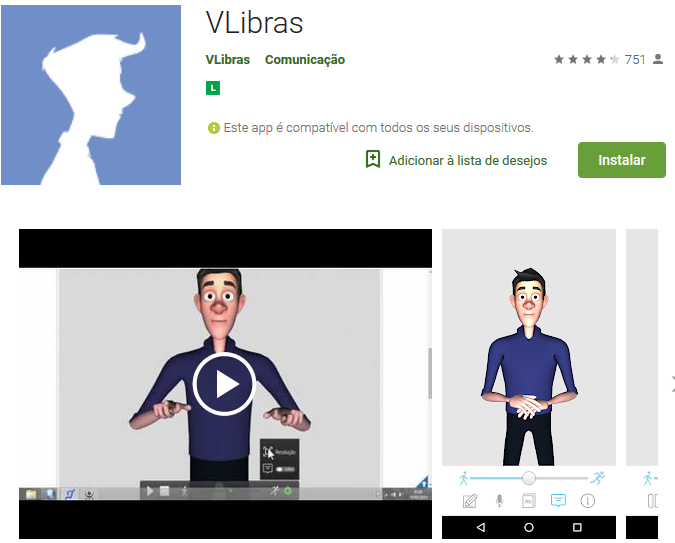 VLibras
VLibras Comunicação
751
L
Este app é compatível com todos os seus dispositivos.
Adicionar à lista de desejos
Instalar
Resolução